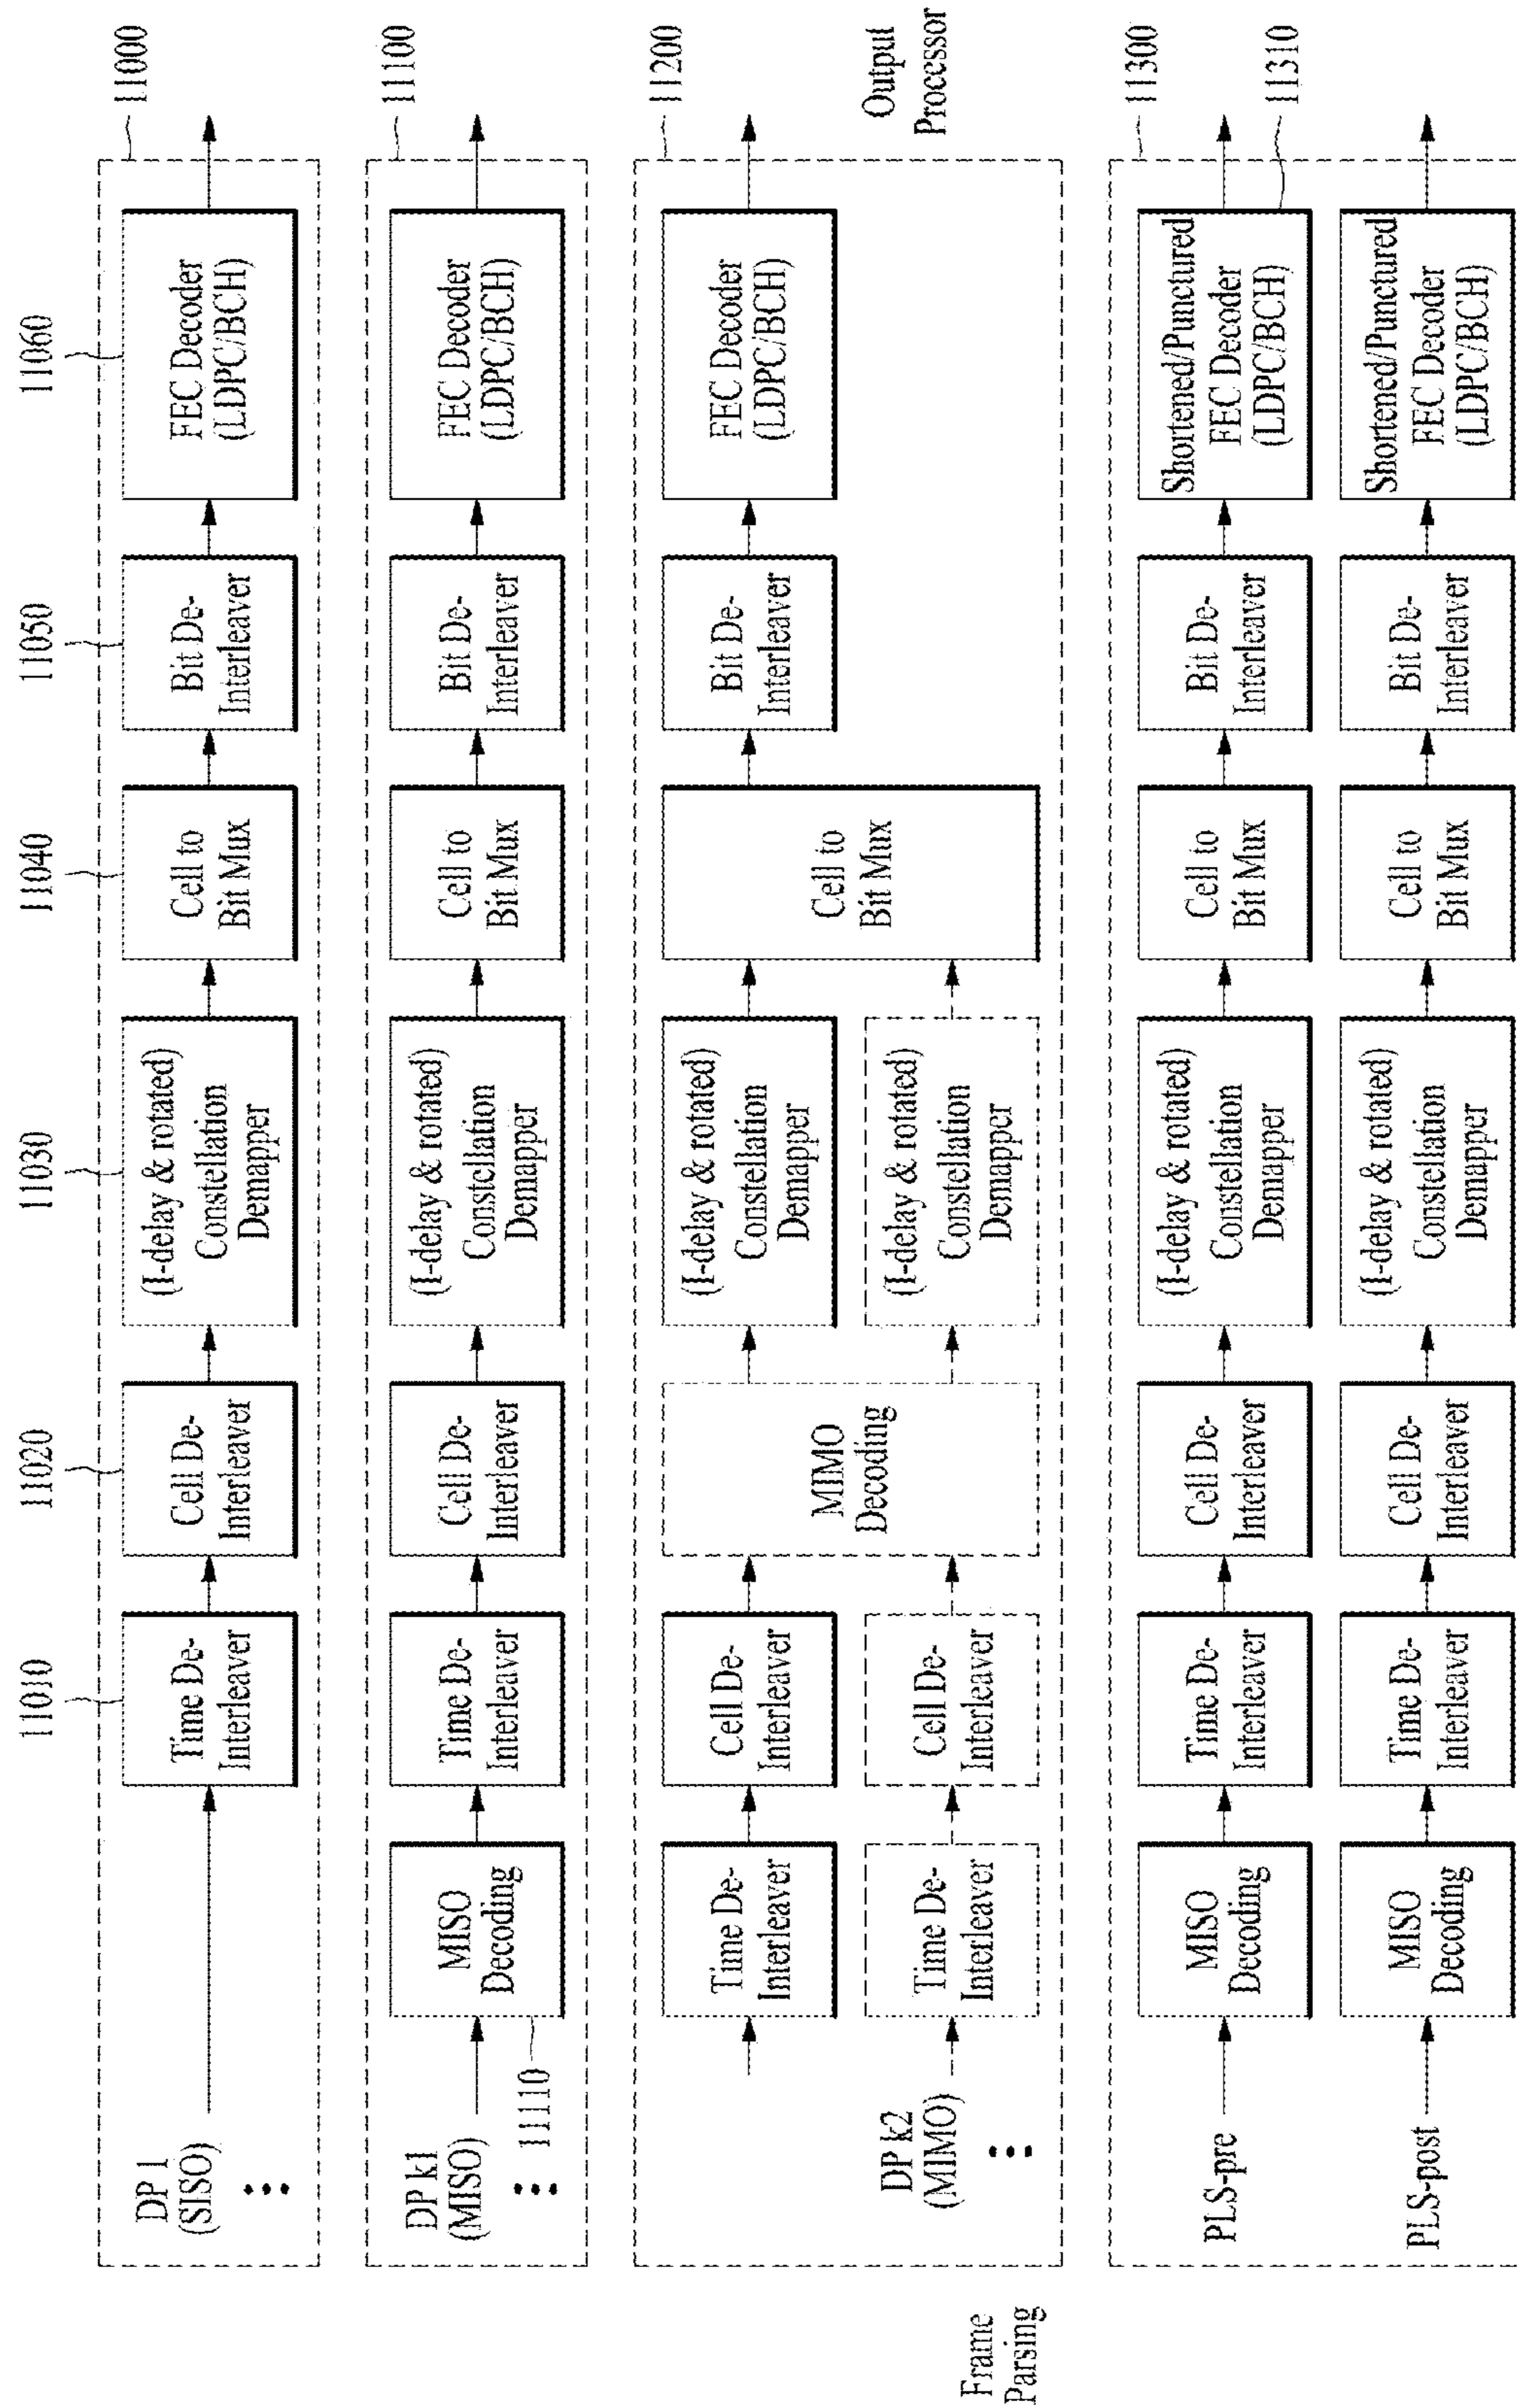 11010
11020
11030
11040
11050
11060
11000
DP 1
(SISO)
⋮
Time De-
Interleaver
Cell De-
Interleaver
(I-delay & rotated)
Constellation
Demapper
Cell to
Bit Mux
Bit De-
Interleaver
FEC Decoder
(LDPC/BCH)
11100
DP k1
(MISO)
⋮
11110
MISO
Decoding
Time De-
Interleaver
Cell De-
Interleaver
(I-delay & rotated)
Constellation
Demapper
Cell to
Bit Mux
Bit De-
Interleaver
FEC Decoder
(LDPC/BCH)
11200
Time De-
Interleaver
Cell De-
Interleaver
MIMO
Decoding
(I-delay & rotated)
Constellation
Demapper
Cell to
Bit Mux
Bit De-
Interleaver
FEC Decoder
(LDPC/BCH)
DP k2
(MIMO)
⋮
Time De-
Interleaver
Cell De-
Interleaver
(I-delay & rotated)
Constellation
Demapper
Frame
Parsing
Output
Processor
11300
PLS-pre
MISO
Decoding
Time De-
Interleaver
Cell De-
Interleaver
(I-delay & rotated)
Constellation
Demapper
Cell to
Bit Mux
Bit De-
Interleaver
Shortened/Punctured
FEC Decoder
(LDPC/BCH)
11310
PLS-post
MISO
Decoding
Time De-
Interleaver
Cell De-
Interleaver
(I-delay & rotated)
Constellation
Demapper
Cell to
Bit Mux
Bit De-
Interleaver
Shortened/Punctured
FEC Decoder
(LDPC/BCH)